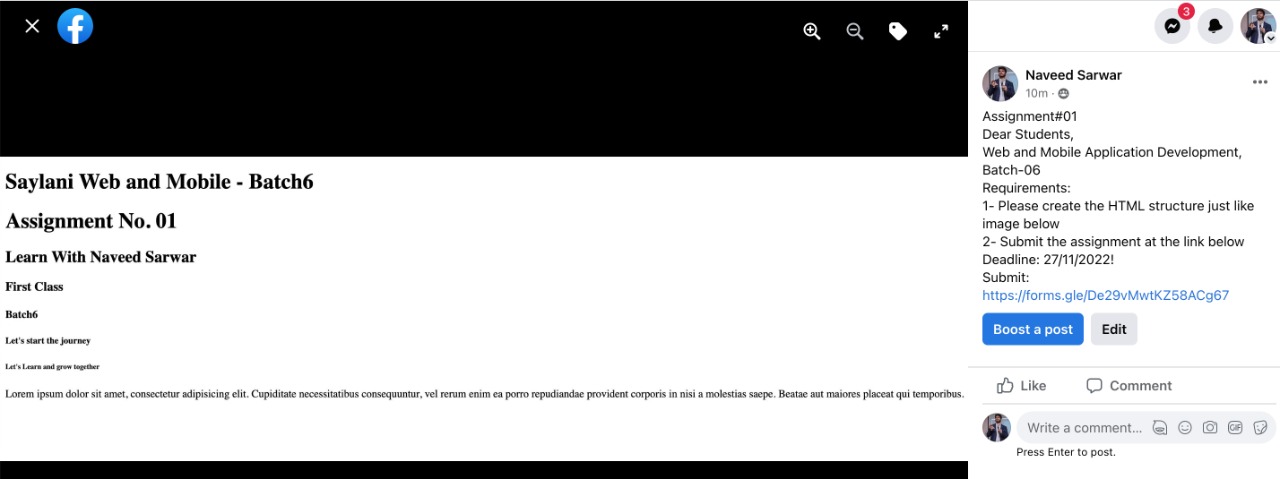 Saylani Web and Mobile - Batch6
Assignment No. 01
Learn With Naveed Sarwar
First Class
Batch6
Let's start the journey
Let's Learn and grow together
Lorem ipsum dolor sit amet, consectetur adipisicing elit. Cupiditate necessitatibus consequuntur, vel rerum enim ea porro repudiandae provident corporis in nisi a molestias saepe. Beatae aut maiores placeat qui temporibus.
3
Naveed Sarwar
10m ·
Assignment#01
Dear Students,
Web and Mobile Application Development,
Batch-06
Requirements:
1- Please create the HTML structure just like
image below
2- Submit the assignment at the link below
Deadline: 27/11/2022!
Submit:
https://forms.gle/De29vMwtKZ58ACg67
Boost a post Edit
Like Comment
Write a comment...
GIF
Press Enter to post.